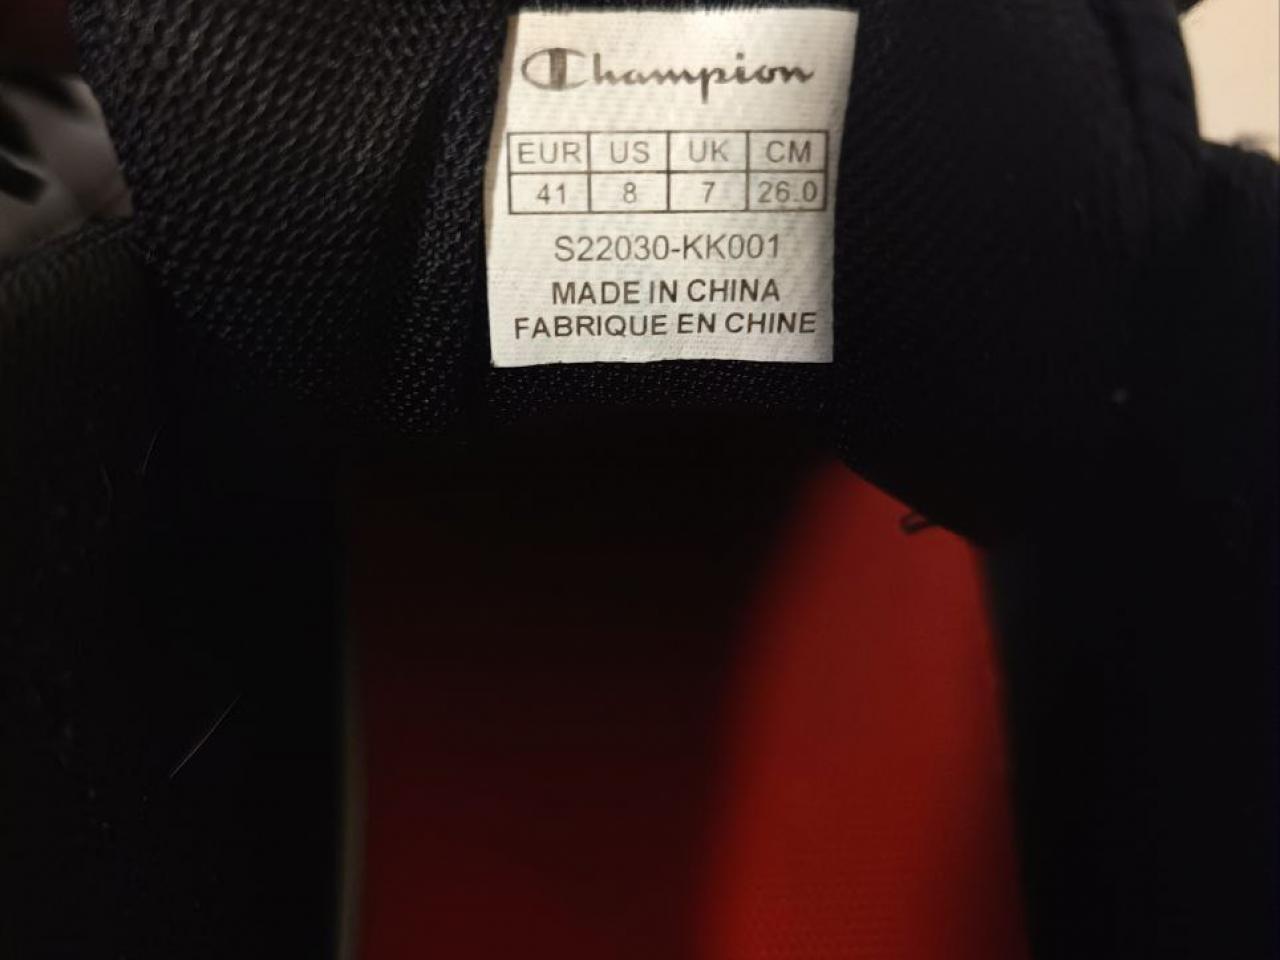 Champion
EUR US UK CM
41 8 7 26.0
S22030-KK001
MADE IN CHINA
FABRIQUE EN CHINE